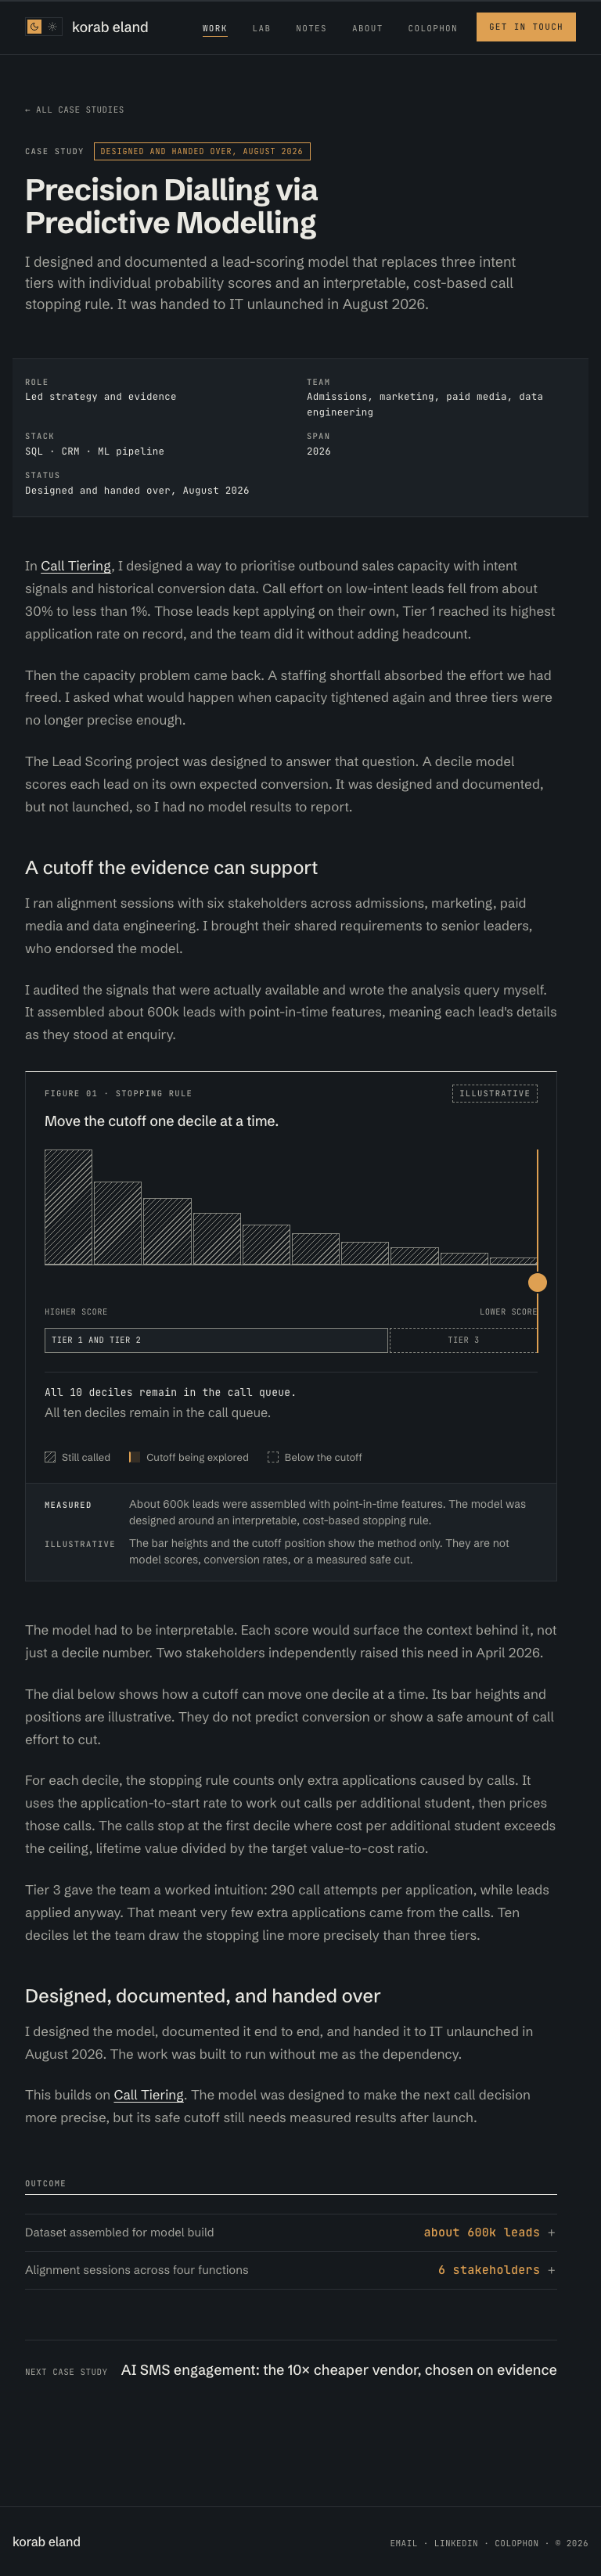 korab eland
WORK
LAB
NOTES
ABOUT
COLOPHON
GET IN TOUCH
← ALL CASE STUDIES
CASE STUDY
DESIGNED AND HANDED OVER, AUGUST 2026
Precision Dialling via
Predictive Modelling
I designed and documented a lead-scoring model that replaces three intent
tiers with individual probability scores and an interpretable, cost-based call
stopping rule. It was handed to IT unlaunched in August 2026.
ROLE
Led strategy and evidence
TEAM
Admissions, marketing, paid media, data
engineering
STACK
SQL · CRM · ML pipeline
SPAN
2026
STATUS
Designed and handed over, August 2026
In Call Tiering, I designed a way to prioritise outbound sales capacity with intent
signals and historical conversion data. Call effort on low-intent leads fell from about
30% to less than 1%. Those leads kept applying on their own, Tier 1 reached its highest
application rate on record, and the team did it without adding headcount.
Then the capacity problem came back. A staffing shortfall absorbed the effort we had
freed. I asked what would happen when capacity tightened again and three tiers were
no longer precise enough.
The Lead Scoring project was designed to answer that question. A decile model
scores each lead on its own expected conversion. It was designed and documented,
but not launched, so I had no model results to report.
A cutoff the evidence can support
I ran alignment sessions with six stakeholders across admissions, marketing, paid
media and data engineering. I brought their shared requirements to senior leaders,
who endorsed the model.
I audited the signals that were actually available and wrote the analysis query myself.
It assembled about 600k leads with point-in-time features, meaning each lead's details
as they stood at enquiry.
FIGURE 01 · STOPPING RULE
ILLUSTRATIVE
Move the cutoff one decile at a time.
HIGHER SCORE
LOWER SCORE
TIER 1 AND TIER 2
TIER 3
All 10 deciles remain in the call queue.
All ten deciles remain in the call queue.
Still called
Cutoff being explored
Below the cutoff
MEASURED
About 600k leads were assembled with point-in-time features. The model was
designed around an interpretable, cost-based stopping rule.
ILLUSTRATIVE
The bar heights and the cutoff position show the method only. They are not
model scores, conversion rates, or a measured safe cut.
The model had to be interpretable. Each score would surface the context behind it, not
just a decile number. Two stakeholders independently raised this need in April 2026.
The dial below shows how a cutoff can move one decile at a time. Its bar heights and
positions are illustrative. They do not predict conversion or show a safe amount of call
effort to cut.
For each decile, the stopping rule counts only extra applications caused by calls. It
uses the application-to-start rate to work out calls per additional student, then prices
those calls. The calls stop at the first decile where cost per additional student exceeds
the ceiling, lifetime value divided by the target value-to-cost ratio.
Tier 3 gave the team a worked intuition: 290 call attempts per application, while leads
applied anyway. That meant very few extra applications came from the calls. Ten
deciles let the team draw the stopping line more precisely than three tiers.
Designed, documented, and handed over
I designed the model, documented it end to end, and handed it to IT unlaunched in
August 2026. The work was built to run without me as the dependency.
This builds on Call Tiering. The model was designed to make the next call decision
more precise, but its safe cutoff still needs measured results after launch.
OUTCOME
Dataset assembled for model build
about 600k leads +
Alignment sessions across four functions
6 stakeholders +
NEXT CASE STUDY
AI SMS engagement: the 10× cheaper vendor, chosen on evidence
korab eland
EMAIL · LINKEDIN · COLOPHON · © 2026